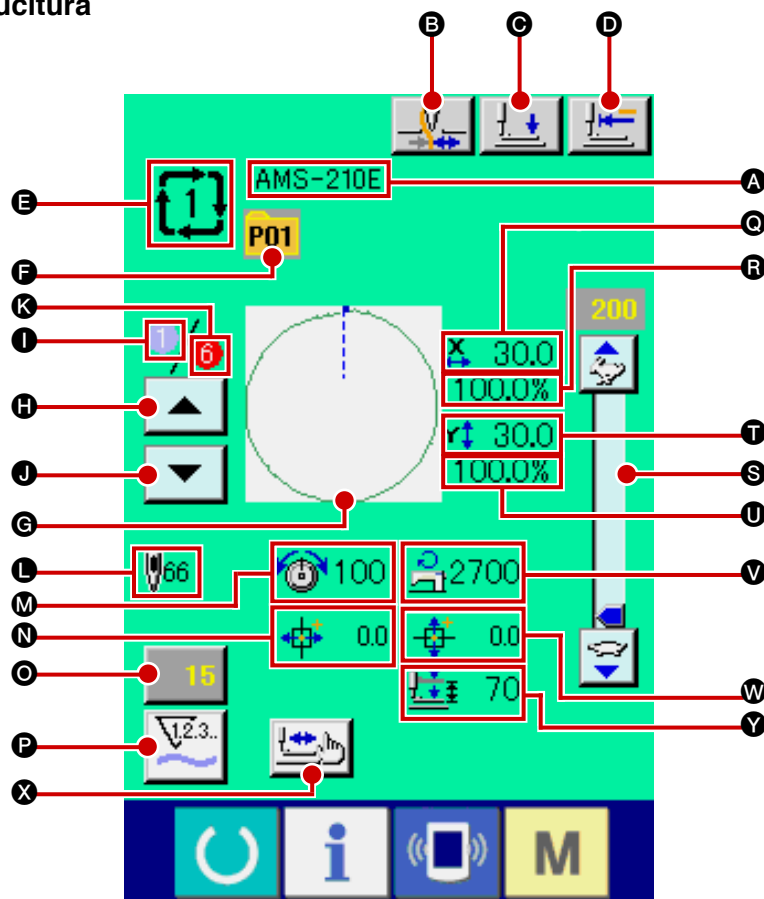 ucitura
B C D
AMS-210E A
E 1
Q
P01
F R
K 200
I 1 / 6 X 30.0
100.0%
H
Y 30.0 T
J 100.0% S
G U
L 66 100 2700 V
M
N 0.0 0.0
O 15 W
70 Y
P 1.2.3..
X
i M